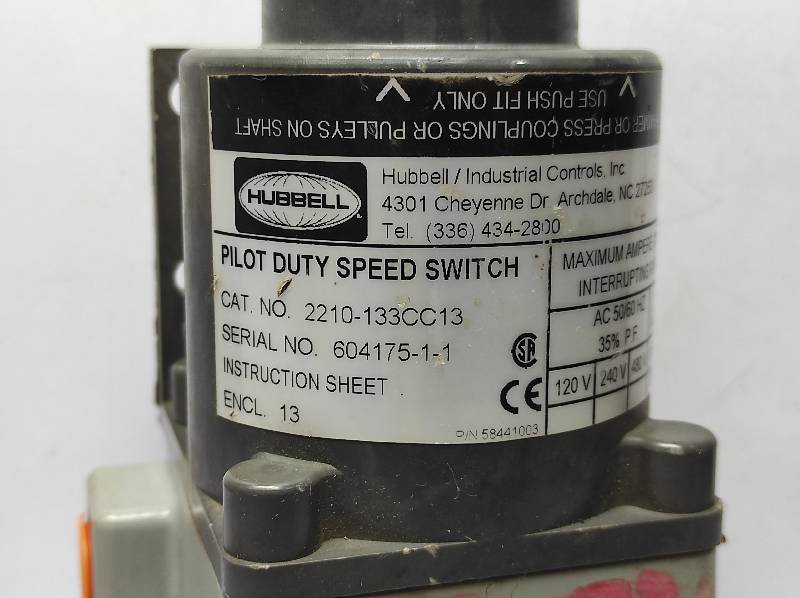 USE PUSH FIT ONLY
OR PRESS COUPLINGS OR PULLEYS ON SHAFT
HUBBELL
Hubbell / Industrial Controls, Inc.
4301 Cheyenne Dr. Archdale, NC
Tel. (336) 434-2800
PILOT DUTY SPEED SWITCH
CAT. NO. 2210-133CC13
SERIAL NO. 604175-1-1
INSTRUCTION SHEET
ENCL. 13
P/N 58441003
MAXIMUM AMPERE
INTERRUPTING
AC 50/60 HZ
35% P.F.
120 V 240 V 480